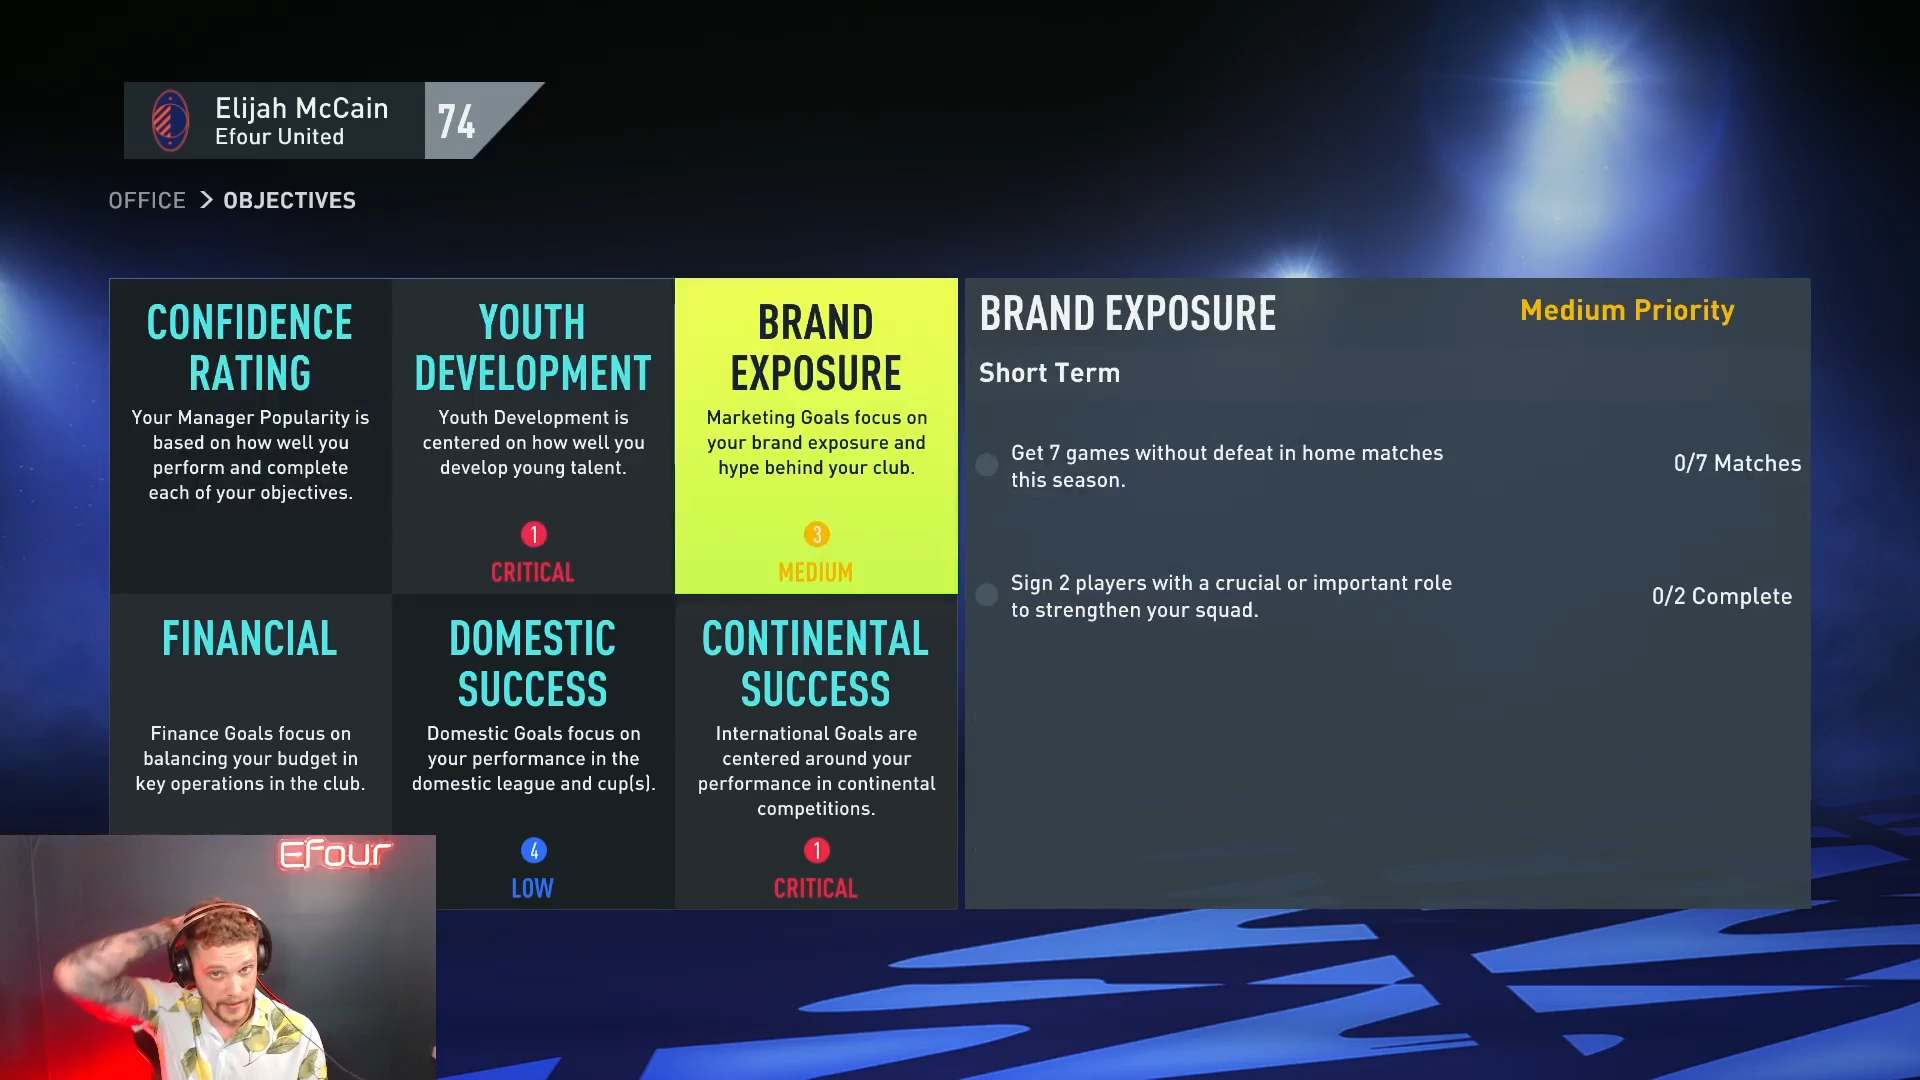 Elijah McCain
Efour United
74
OFFICE > OBJECTIVES
CONFIDENCE
RATING
Your Manager Popularity is
based on how well you
perform and complete
each of your objectives.
YOUTH
DEVELOPMENT
Youth Development is
centered on how well you
develop young talent.
1
CRITICAL
BRAND
EXPOSURE
Marketing Goals focus on
your brand exposure and
hype behind your club.
3
MEDIUM
FINANCIAL
Finance Goals focus on
balancing your budget in
key operations in the club.
DOMESTIC
SUCCESS
Domestic Goals focus on
your performance in the
domestic league and cup(s).
4
LOW
CONTINENTAL
SUCCESS
International Goals are
centered around your
performance in continental
competitions.
1
CRITICAL
BRAND EXPOSURE
Medium Priority
Short Term
Get 7 games without defeat in home matches
this season.
0/7 Matches
Sign 2 players with a crucial or important role
to strengthen your squad.
0/2 Complete
Efour